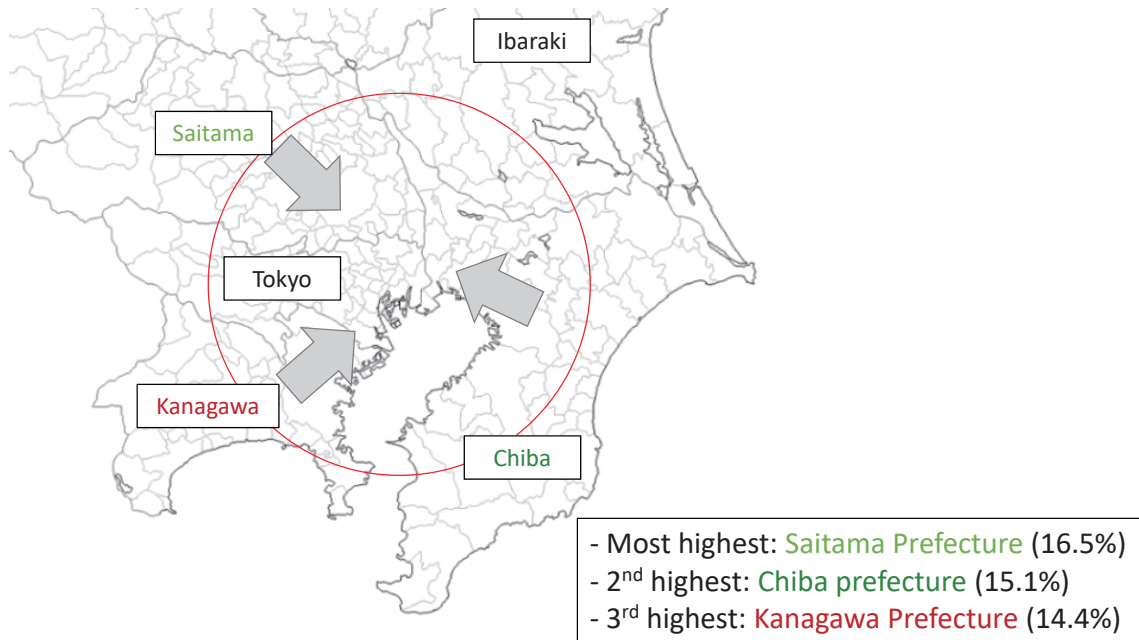 Ibaraki
Saitama
Tokyo
Kanagawa
Chiba
- Most highest: Saitama Prefecture (16.5%)
- 2nd highest: Chiba prefecture (15.1%)
- 3rd highest: Kanagawa Prefecture (14.4%)